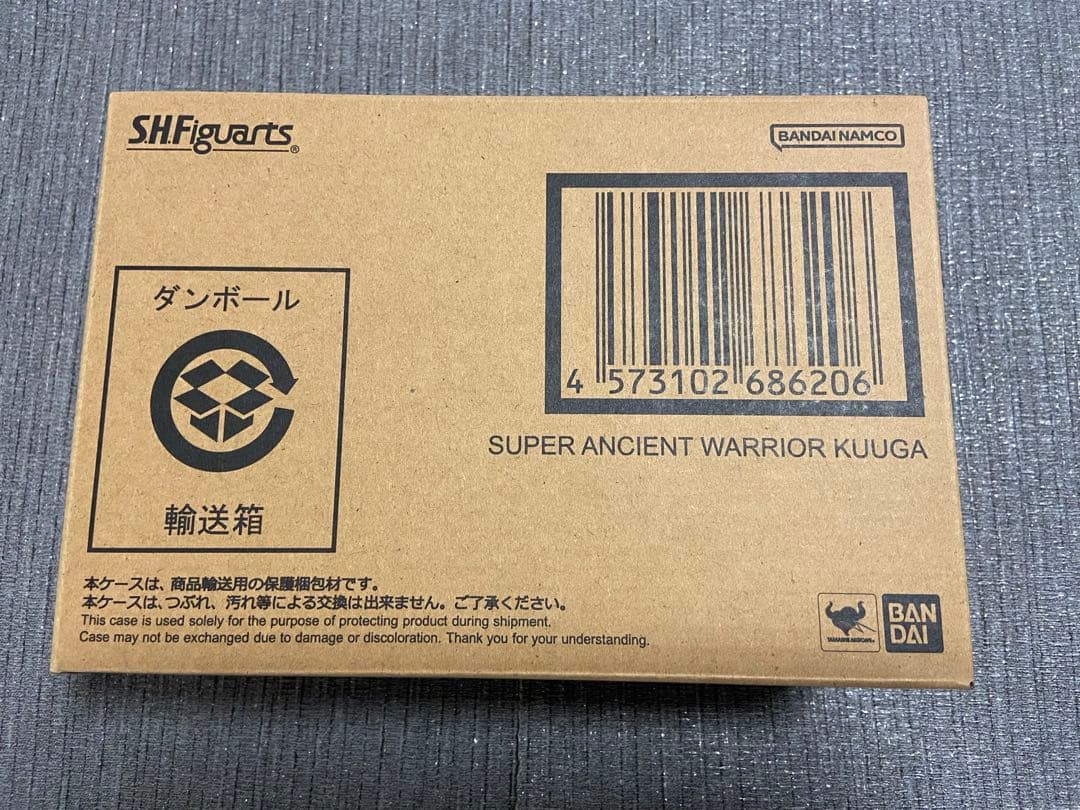 S.H.Figuarts®
BANDAI NAMCO
4 573102 686206
SUPER ANCIENT WARRIOR KUUGA
ダンボール
輸送箱
本ケースは、商品輸送用の保護梱包材です。
本ケースは、つぶれ、汚れ等による交換は出来ません。ご了承ください。
This case is used solely for the purpose of protecting product during shipment.
Case may not be exchanged due to damage or discoloration. Thank you for your understanding.
TAMASHII NATIONS
BAN
DAI